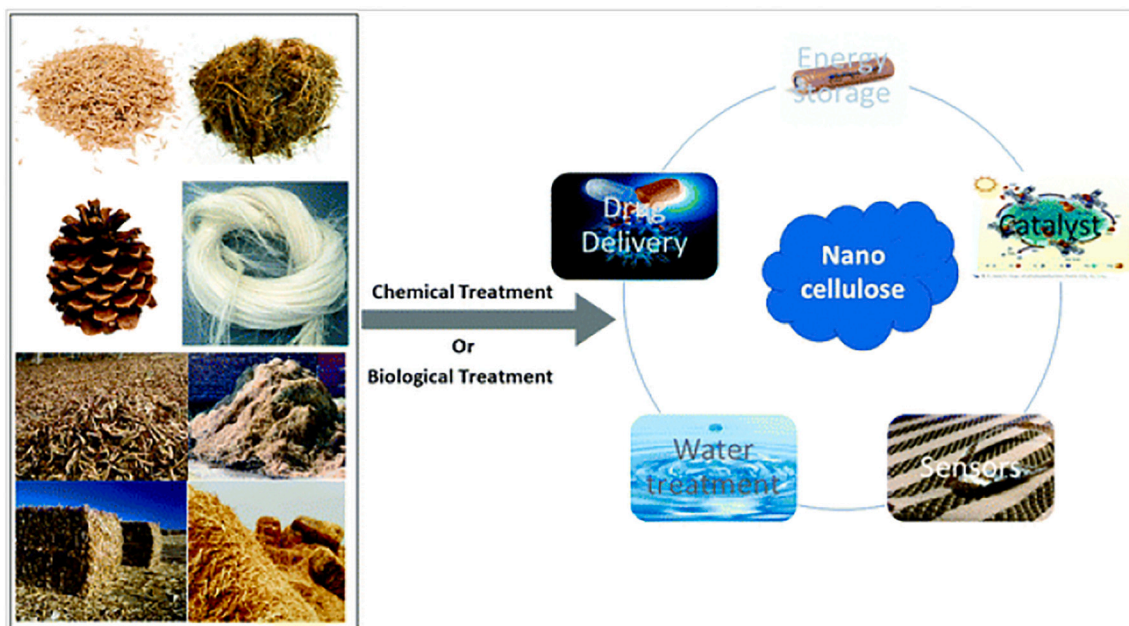 Energy
storage
Drug
Delivery
Catalyst
Nano
cellulose
Chemical Treatment
Or
Biological Treatment
Water
treatment
Sensors